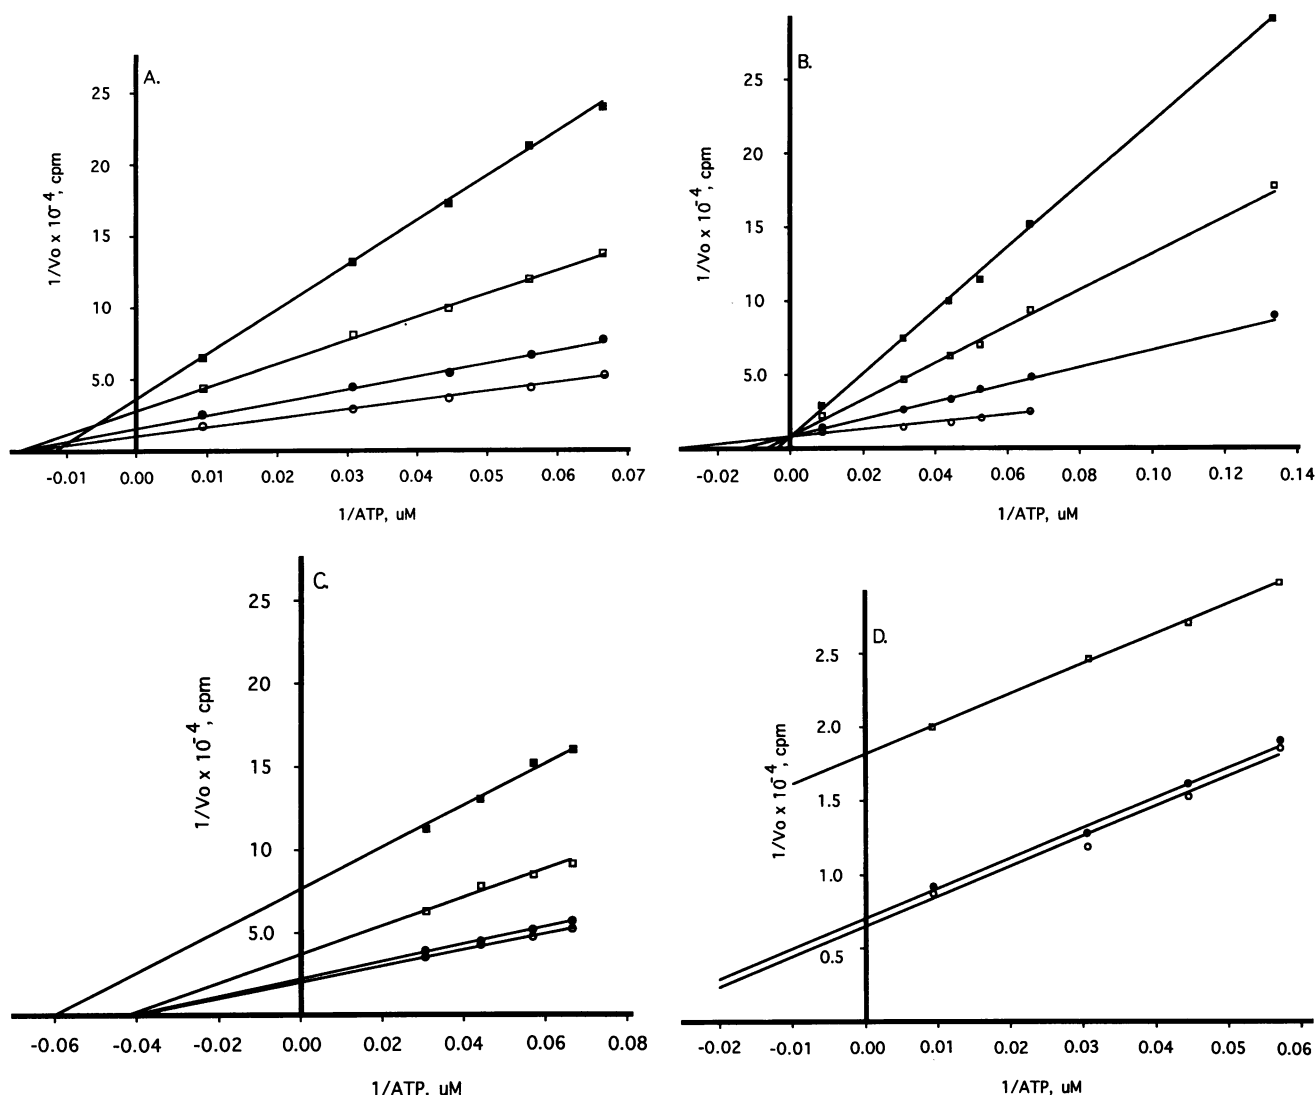 A.
25
20
15
10
5.0
1/Vo x 10⁻⁴, cpm
-0.01 0.00 0.01 0.02 0.03 0.04 0.05 0.06 0.07
1/ATP, uM
B.
25
20
15
10
5.0
1/Vo x 10⁻⁴, cpm
-0.02 0.00 0.02 0.04 0.06 0.08 0.10 0.12 0.14
1/ATP, uM
C.
25
20
15
10
5.0
1/Vo x 10⁻⁴, cpm
-0.06 -0.04 -0.02 0.00 0.02 0.04 0.06 0.08
1/ATP. uM
D.
2.5
2.0
1.5
1.0
0.5
1/Vo x 10⁻⁴, cpm
-0.02 -0.01 0.00 0.01 0.02 0.03 0.04 0.05 0.06
1/ATP, uM